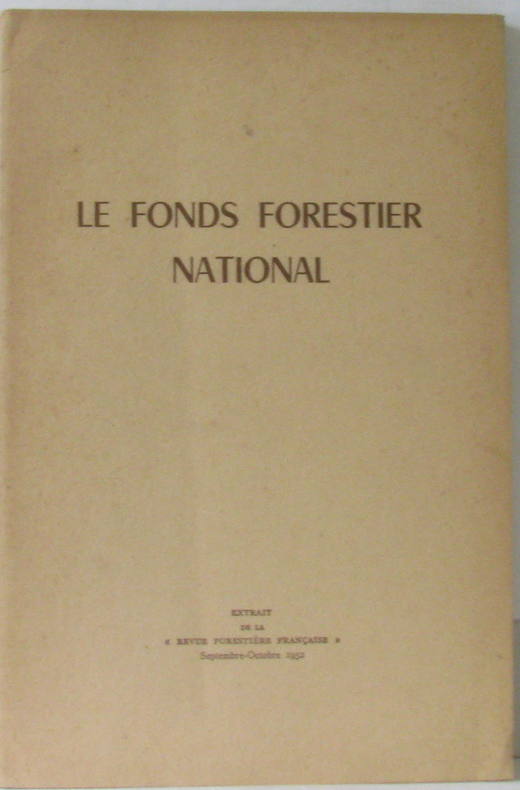 LE FONDS FORESTIER
NATIONAL
EXTRAIT
DE LA
« REVUE FORESTIÈRE FRANÇAISE »
Septembre-Octobre 1952